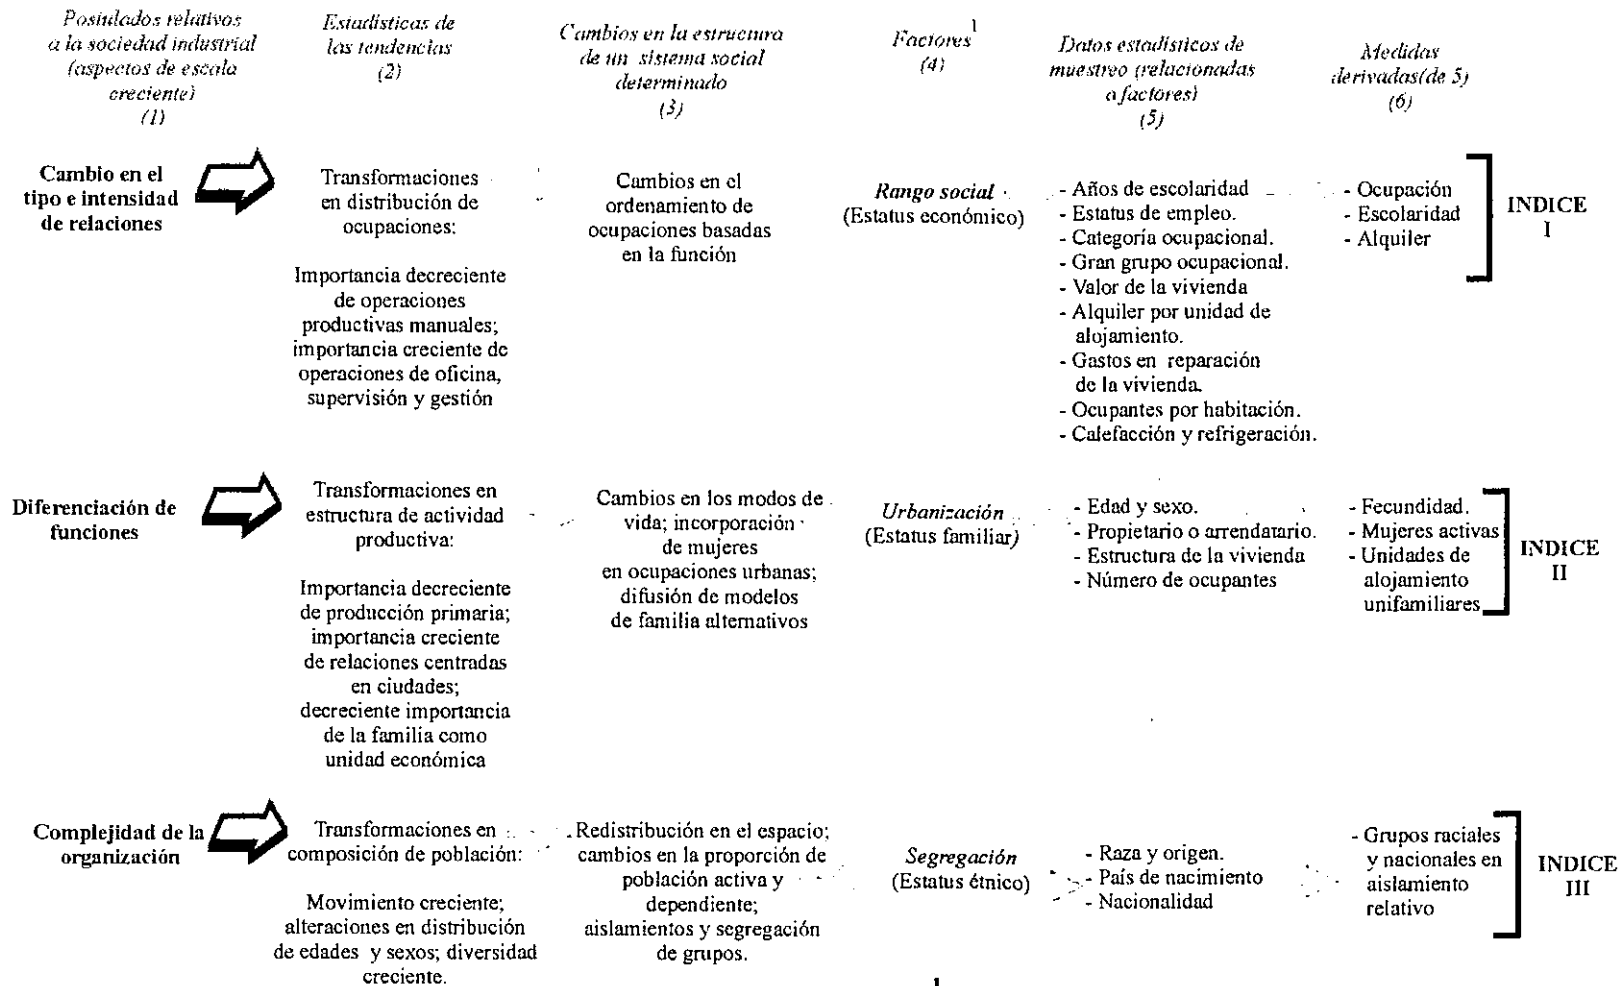 Postulados relativos
a la sociedad industrial
(aspectos de escala
creciente)
(1)
Estadísticas de
las tendencias
(2)
Cambios en la estructura
de un sistema social
determinado
(3)
Factores1
(4)
Datos estadísticos de
muestreo (relacionadas
a factores)
(5)
Medidas
derivadas(de 5)
(6)
Cambio en el
tipo e intensidad
de relaciones
Transformaciones
en distribución de
ocupaciones:
Importancia decreciente
de operaciones
productivas manuales;
importancia creciente de
operaciones de oficina,
supervisión y gestión
Cambios en el
ordenamiento de
ocupaciones basadas
en la función
Rango social
(Estatus económico)
- Años de escolaridad
- Estatus de empleo.
- Categoría ocupacional.
- Gran grupo ocupacional.
- Valor de la vivienda
- Alquiler por unidad de
alojamiento.
- Gastos en reparación
de la vivienda.
- Ocupantes por habitación.
- Calefacción y refrigeración.
- Ocupación
- Escolaridad
- Alquiler
INDICE
I
Diferenciación de
funciones
Transformaciones en
estructura de actividad
productiva:
Importancia decreciente
de producción primaria;
importancia creciente
de relaciones centradas
en ciudades;
decreciente importancia
de la familia como
unidad económica
Cambios en los modos de
vida; incorporación
de mujeres
en ocupaciones urbanas;
difusión de modelos
de familia alternativos
Urbanización
(Estatus familiar)
- Edad y sexo.
- Propietario o arrendatario.
- Estructura de la vivienda
- Número de ocupantes
- Fecundidad.
- Mujeres activas
- Unidades de
alojamiento
unifamiliares
INDICE
II
Complejidad de la
organización
Transformaciones en
composición de población:
Movimiento creciente;
alteraciones en distribución
de edades y sexos; diversidad
creciente.
Redistribución en el espacio;
cambios en la proporción de
población activa y
dependiente;
aislamientos y segregación
de grupos.
Segregación
(Estatus étnico)
- Raza y origen.
- País de nacimiento
- Nacionalidad
- Grupos raciales
y nacionales en
aislamiento
relativo
INDICE
III
1